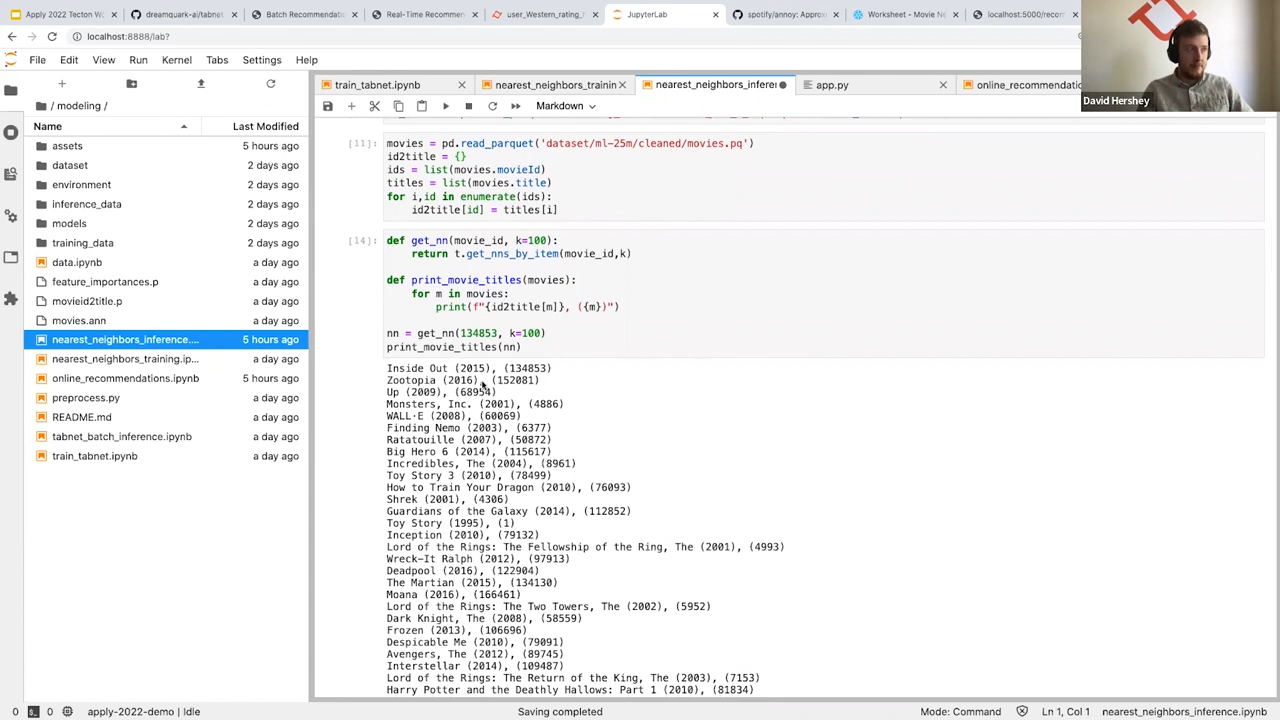 Apply 2022 Tecton W
dreamquark-ai/tabnet
Batch Recommendatio
Real-Time Recommer
user_Western_rating_r
JupyterLab
spotify/annoy: Approx
Worksheet - Movie Ne
localhost:5000/recon
localhost:8888/lab?
File Edit View Run Kernel Tabs Settings Help
David Hershey
train_tabnet.ipynb
nearest_neighbors_trainin
nearest_neighbors_inferer
app.py
online_recommendatio
Markdown
/ modeling /
Name Last Modified
assets 5 hours ago
dataset 2 days ago
environment 2 days ago
inference_data 2 days ago
models 2 days ago
training_data 2 days ago
data.ipynb a day ago
feature_importances.p a day ago
movieid2title.p a day ago
movies.ann a day ago
nearest_neighbors_inference.... 5 hours ago
nearest_neighbors_training.ip... a day ago
online_recommendations.ipynb 5 hours ago
preprocess.py a day ago
README.md a day ago
tabnet_batch_inference.ipynb a day ago
train_tabnet.ipynb a day ago
[11]: movies = pd.read_parquet('dataset/ml-25m/cleaned/movies.pq')
id2title = {}
ids = list(movies.movieId)
titles = list(movies.title)
for i,id in enumerate(ids):
id2title[id] = titles[i]
[14]: def get_nn(movie_id, k=100):
return t.get_nns_by_item(movie_id,k)
def print_movie_titles(movies):
for m in movies:
print(f"{id2title[m]}, ({m})")
nn = get_nn(134853, k=100)
print_movie_titles(nn)
Inside Out (2015), (134853)
Zootopia (2016), (152081)
Up (2009), (68954)
Monsters, Inc. (2001), (4886)
WALL·E (2008), (60069)
Finding Nemo (2003), (6377)
Ratatouille (2007), (50872)
Big Hero 6 (2014), (115617)
Incredibles, The (2004), (8961)
Toy Story 3 (2010), (78499)
How to Train Your Dragon (2010), (76093)
Shrek (2001), (4306)
Guardians of the Galaxy (2014), (112852)
Toy Story (1995), (1)
Inception (2010), (79132)
Lord of the Rings: The Fellowship of the Ring, The (2001), (4993)
Wreck-It Ralph (2012), (97913)
Deadpool (2016), (122904)
The Martian (2015), (134130)
Moana (2016), (166461)
Lord of the Rings: The Two Towers, The (2002), (5952)
Dark Knight, The (2008), (58559)
Frozen (2013), (106696)
Despicable Me (2010), (79091)
Avengers, The (2012), (89745)
Interstellar (2014), (109487)
Lord of the Rings: The Return of the King, The (2003), (7153)
Harry Potter and the Deathly Hallows: Part 1 (2010), (81834)
0 0 apply-2022-demo | Idle
Saving completed
Mode: Command Ln 1, Col 1 nearest_neighbors_inference.ipynb